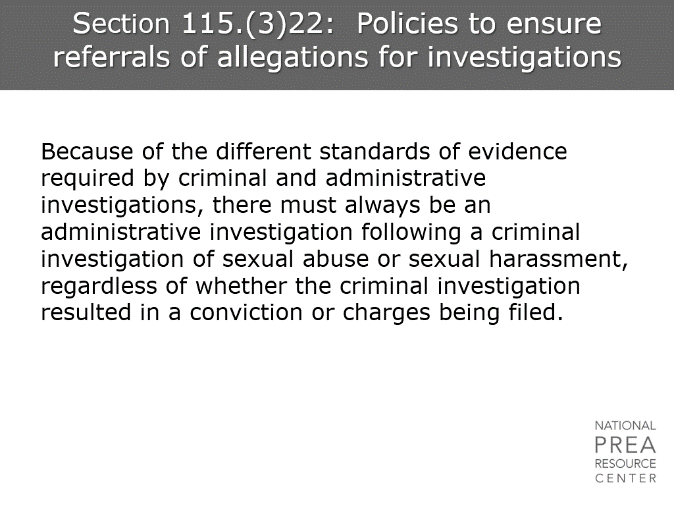 Section 115.(3)22:  Policies to ensure
referrals of allegations for investigations
Because of the different standards of evidence
required by criminal and administrative
investigations, there must always be an
administrative investigation following a criminal
investigation of sexual abuse or sexual harassment,
regardless of whether the criminal investigation
resulted in a conviction or charges being filed.
NATIONAL
PREA
RESOURCE
CENTER